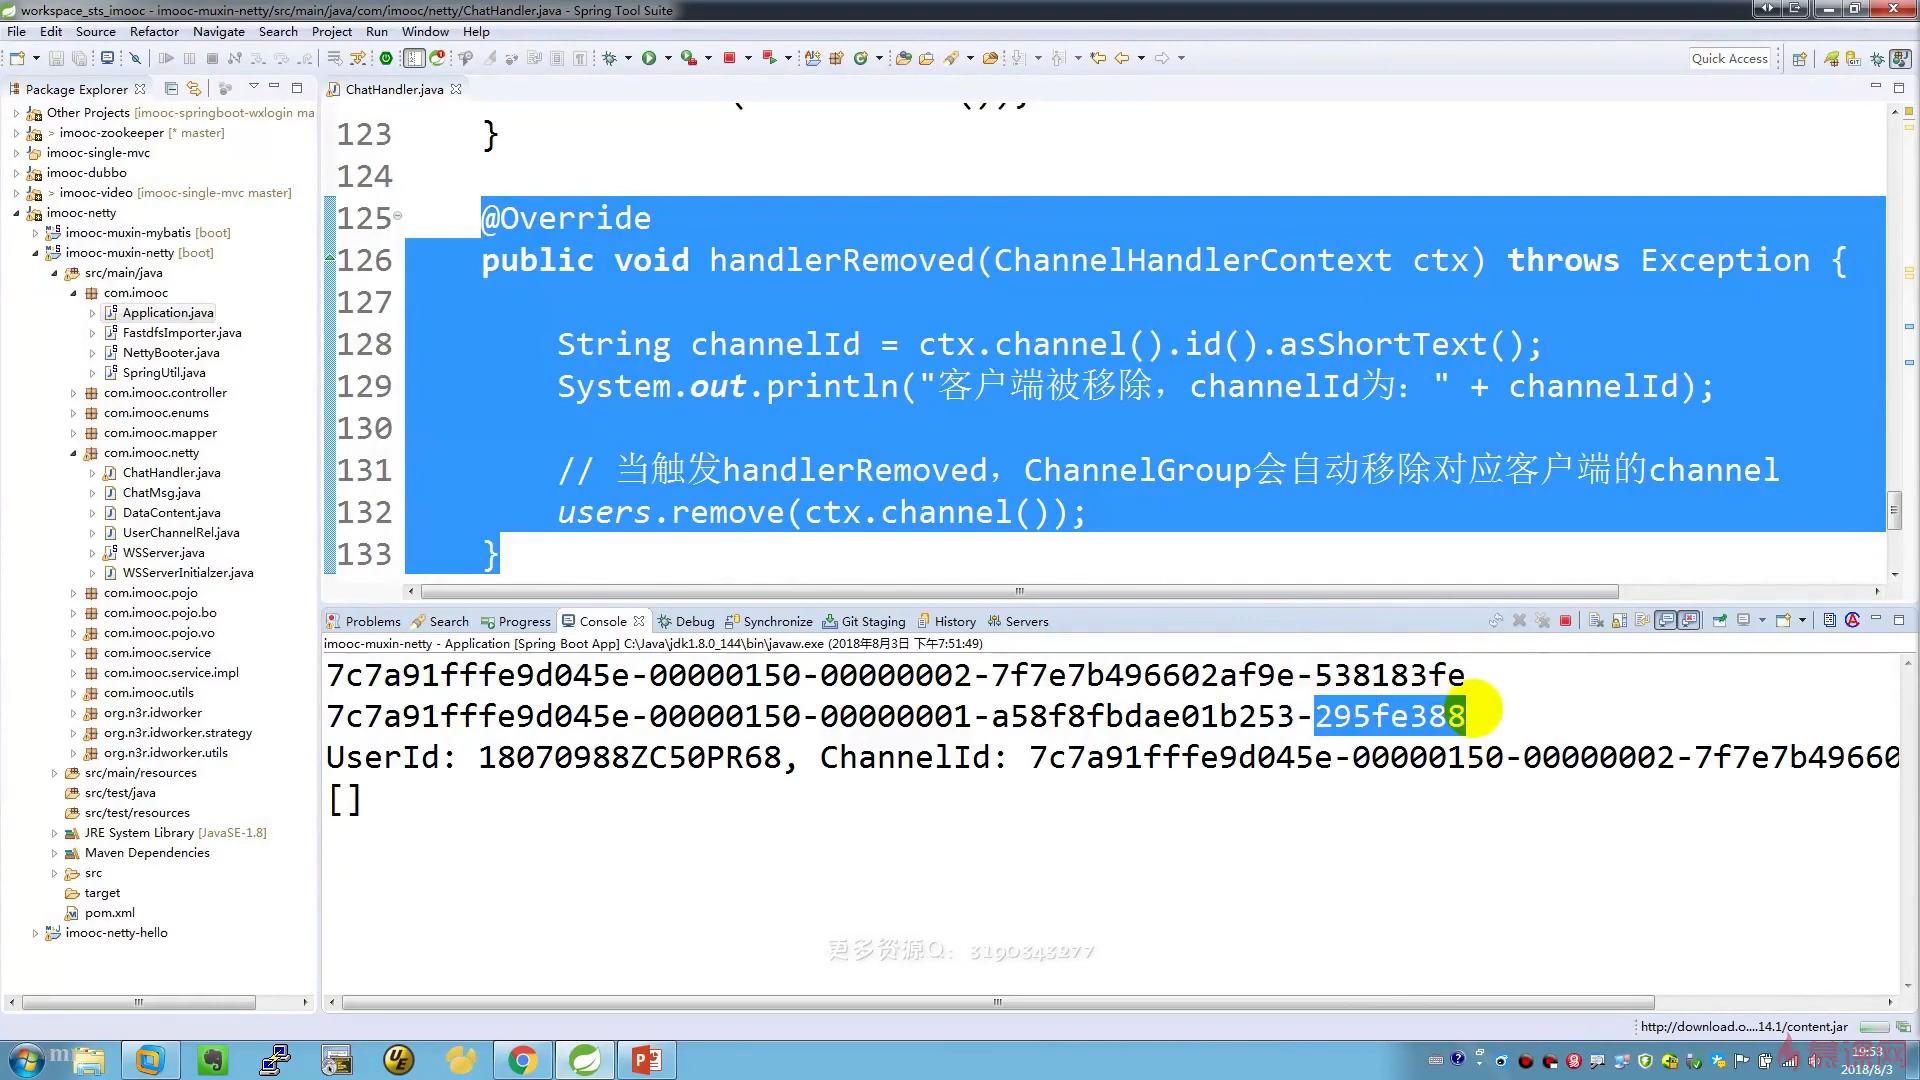 workspace_sts_imooc - imooc-muxin-netty/src/main/java/com/imooc/netty/ChatHandler.java - Spring Tool Suite
File Edit Source Refactor Navigate Search Project Run Window Help
Quick Access
Package Explorer
ChatHandler.java
Other Projects [imooc-springboot-wxlogin ma
> imooc-zookeeper [* master]
imooc-single-mvc
imooc-dubbo
> imooc-video [imooc-single-mvc master]
imooc-netty
imooc-muxin-mybatis [boot]
imooc-muxin-netty [boot]
src/main/java
com.imooc
Application.java
FastdfsImporter.java
NettyBooter.java
SpringUtil.java
com.imooc.controller
com.imooc.enums
com.imooc.mapper
com.imooc.netty
ChatHandler.java
ChatMsg.java
DataContent.java
UserChannelRel.java
WSServer.java
WSServerInitialzer.java
com.imooc.pojo
com.imooc.pojo.bo
com.imooc.pojo.vo
com.imooc.service
com.imooc.service.impl
com.imooc.utils
org.n3r.idworker
org.n3r.idworker.strategy
org.n3r.idworker.utils
src/main/resources
src/test/java
src/test/resources
JRE System Library [JavaSE-1.8]
Maven Dependencies
src
target
pom.xml
imooc-netty-hello
123 }
124
125 @Override
126 public void handlerRemoved(ChannelHandlerContext ctx) throws Exception {
127
128 String channelId = ctx.channel().id().asShortText();
129 System.out.println("客户端被移除，channelId为：" + channelId);
130
131 // 当触发handlerRemoved，ChannelGroup会自动移除对应客户端的channel
132 users.remove(ctx.channel());
133 }
Problems Search Progress Console Debug Synchronize Git Staging History Servers
imooc-muxin-netty - Application [Spring Boot App] C:\Java\jdk1.8.0_144\bin\javaw.exe (2018年8月3日 下午7:51:49)
7c7a91fffe9d045e-00000150-00000002-7f7e7b496602af9e-538183fe
7c7a91fffe9d045e-00000150-00000001-a58f8fbdae01b253-295fe388
UserId: 18070988ZC50PR68, ChannelId: 7c7a91fffe9d045e-00000150-00000002-7f7e7b49660
[]
更多资源Q：3190343277
http://download.o....14.1/content.jar
19:53
2018/8/3
慕课网